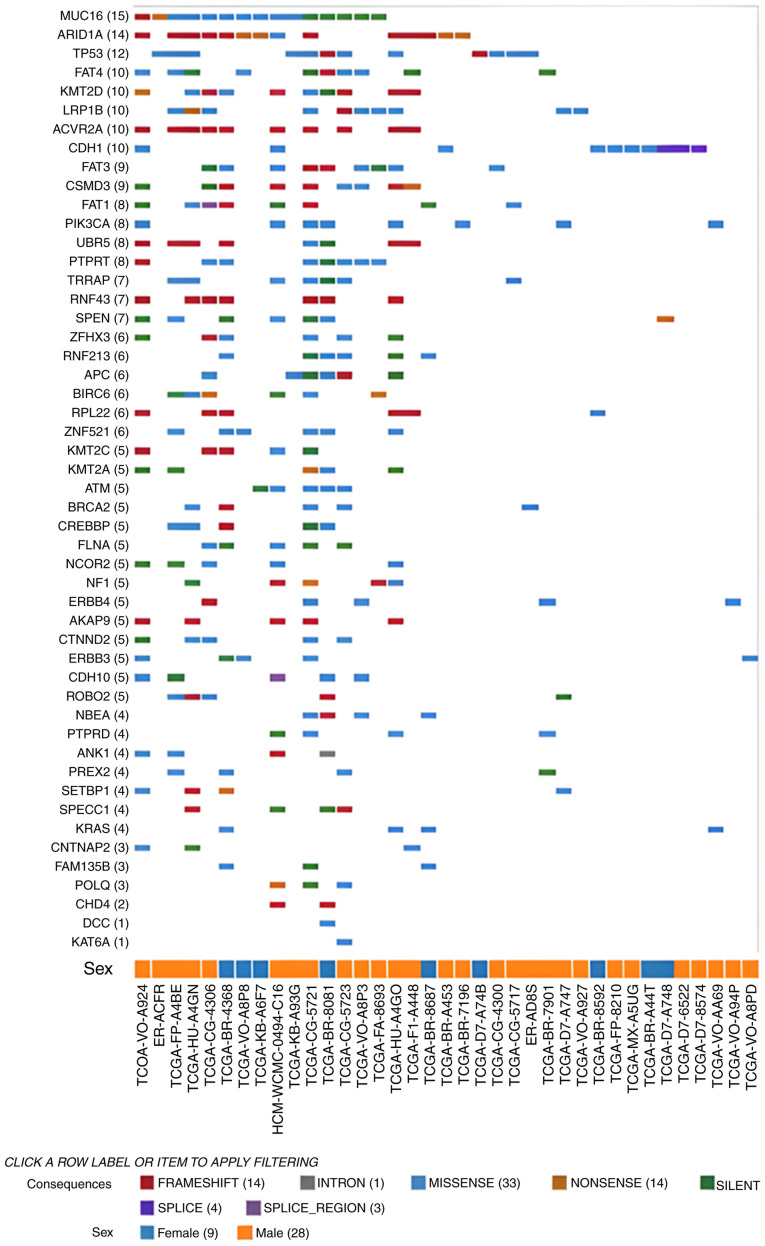 MUC16 (15)
ARID1A (14)
TP53 (12)
FAT4 (10)
KMT2D (10)
LRP1B (10)
ACVR2A (10)
CDH1 (10)
FAT3 (9)
CSMD3 (9)
FAT1 (8)
PIK3CA (8)
UBR5 (8)
PTPRT (8)
TRRAP (7)
RNF43 (7)
SPEN (7)
ZFHX3 (6)
RNF213 (6)
APC (6)
BIRC6 (6)
RPL22 (6)
ZNF521 (6)
KMT2C (5)
KMT2A (5)
ATM (5)
BRCA2 (5)
CREBBP (5)
FLNA (5)
NCOR2 (5)
NF1 (5)
ERBB4 (5)
AKAP9 (5)
CTNND2 (5)
ERBB3 (5)
CDH10 (5)
ROBO2 (5)
NBEA (4)
PTPRD (4)
ANK1 (4)
PREX2 (4)
SETBP1 (4)
SPECC1 (4)
KRAS (4)
CNTNAP2 (3)
FAM135B (3)
POLQ (3)
CHD4 (2)
DCC (1)
KAT6A (1)
Sex
TCOA-VO-A924
ER-ACFR
TCGA-FP-A4BE
TCGA-HU-A4GN
TCGA-CG-4306
TCGA-BR-4368
TCGA-VO-A8P8
TCGA-KB-A6F7
HCM-WCMC-0494-C16
TCGA-KB-A93G
TCGA-CG-5721
TCGA-BR-8081
TCGA-CG-5723
TCGA-VO-A8P3
TCGA-FA-8693
TCGA-HU-A4GO
TCGA-F1-A448
TCGA-BR-8687
TCGA-BR-A453
TCGA-BR-7196
TCGA-D7-A74B
TCGA-CG-4300
TCGA-CG-5717
ER-AD8S
TCGA-BR-7901
TCGA-D7-A747
TCGA-VO-A927
TCGA-BR-8592
TCGA-FP-8210
TCGA-MX-A5UG
TCGA-BR-A44T
TCGA-D7-A748
TCGA-D7-6522
TCGA-D7-8574
TCGA-VO-AA69
TCGA-VO-A94P
TCGA-VO-A8PD
CLICK A ROW LABEL OR ITEM TO APPLY FILTERING
Consequences FRAMESHIFT (14) INTRON (1) MISSENSE (33) NONSENSE (14) SILENT
SPLICE (4) SPLICE_REGION (3)
Sex Female (9) Male (28)